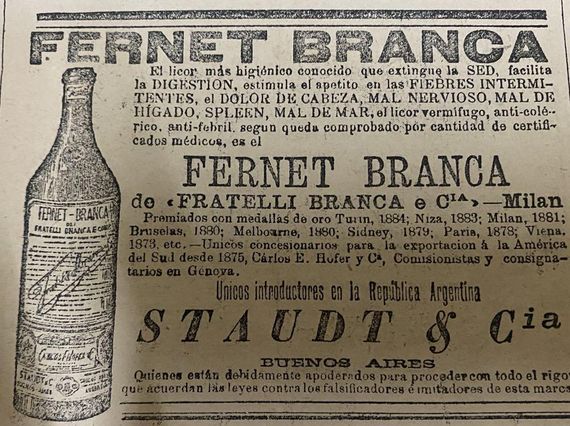 FERNET BRANCA
El licor más higiénico conocido que extingue la SED, facilita
la DIGESTION, estimula el apetito en las FIEBRES INTERMI-
TENTES, el DOLOR DE CABEZA, MAL NERVIOSO, MAL DE
HÍGADO, SPLEEN, MAL DE MAR, el licor vermífugo, anti-colé-
rico, anti-febril, segun queda comprobado por cantidad de certifi-
cados médicos, es el
FERNET BRANCA
de «FRATELLI BRANCA e Cᴵᴬ»—Milan
Premiados con medallas de oro Turin, 1884; Niza, 1883; Milan, 1881;
Bruselas, 1880; Melbourne, 1880; Sidney, 1879; Paris, 1878; Viena.
1873, etc.—Unicos concesionarios para la exportacion á la América
del Sud desde 1875, Cárlos E. Hofer y Cª, Comisionistas y consigna-
tarios en Génova.
Unicos introductores en la República Argentina
STAUDT & Cia
BUENOS AIRES
Quienes están debidamente apoderados para proceder con todo el rigo
que acuerdan las leyes contra los falsificadores é imitadores de esta marca
FERNET-BRANCA
DEI
FRATELLI BRANCA E COMP
STAUDT &